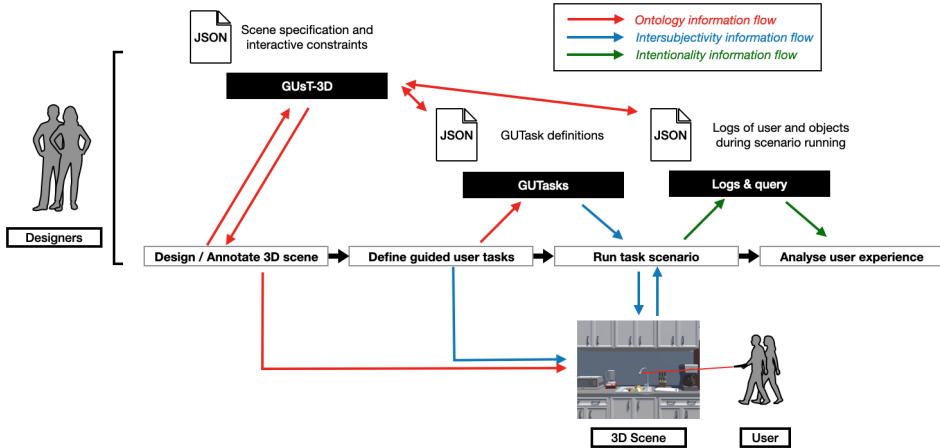 JSON
Scene specification and
interactive constraints
Ontology information flow
Intersubjectivity information flow
Intentionality information flow
GUsT-3D
JSON
GUTask definitions
JSON
Logs of user and objects
during scenario running
GUTasks
Logs & query
Designers
Design / Annotate 3D scene
Define guided user tasks
Run task scenario
Analyse user experience
3D Scene
User